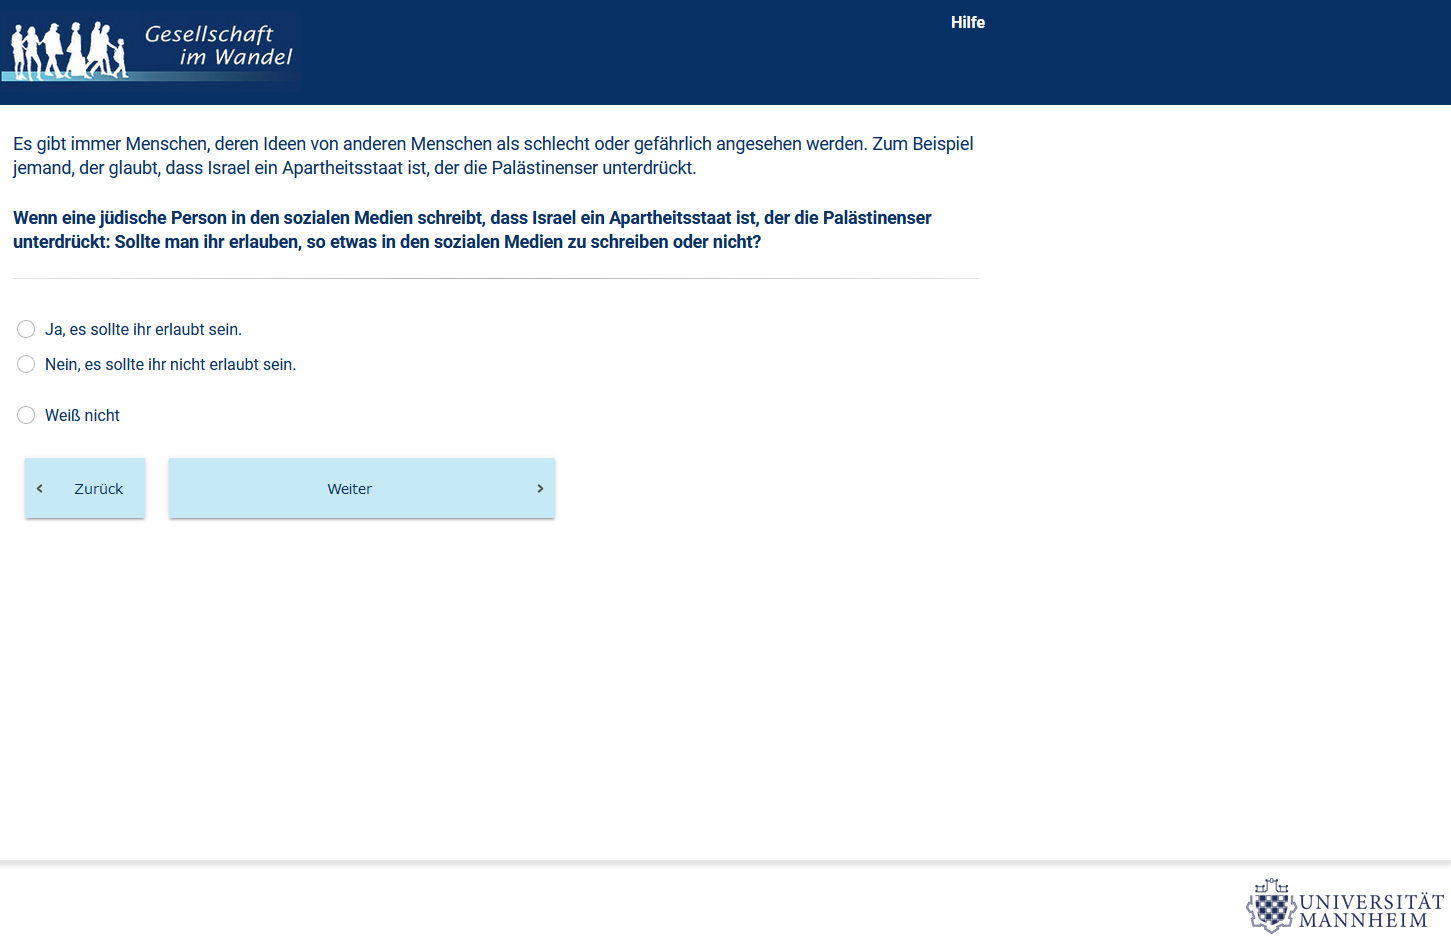 Gesellschaft
im Wandel
Hilfe
Es gibt immer Menschen, deren Ideen von anderen Menschen als schlecht oder gefährlich angesehen werden. Zum Beispiel
jemand, der glaubt, dass Israel ein Apartheitsstaat ist, der die Palästinenser unterdrückt.
Wenn eine jüdische Person in den sozialen Medien schreibt, dass Israel ein Apartheitsstaat ist, der die Palästinenser
unterdrückt: Sollte man ihr erlauben, so etwas in den sozialen Medien zu schreiben oder nicht?
Ja, es sollte ihr erlaubt sein.
Nein, es sollte ihr nicht erlaubt sein.
Weiß nicht
Zurück
Weiter
UNIVERSITÄT
MANNHEIM